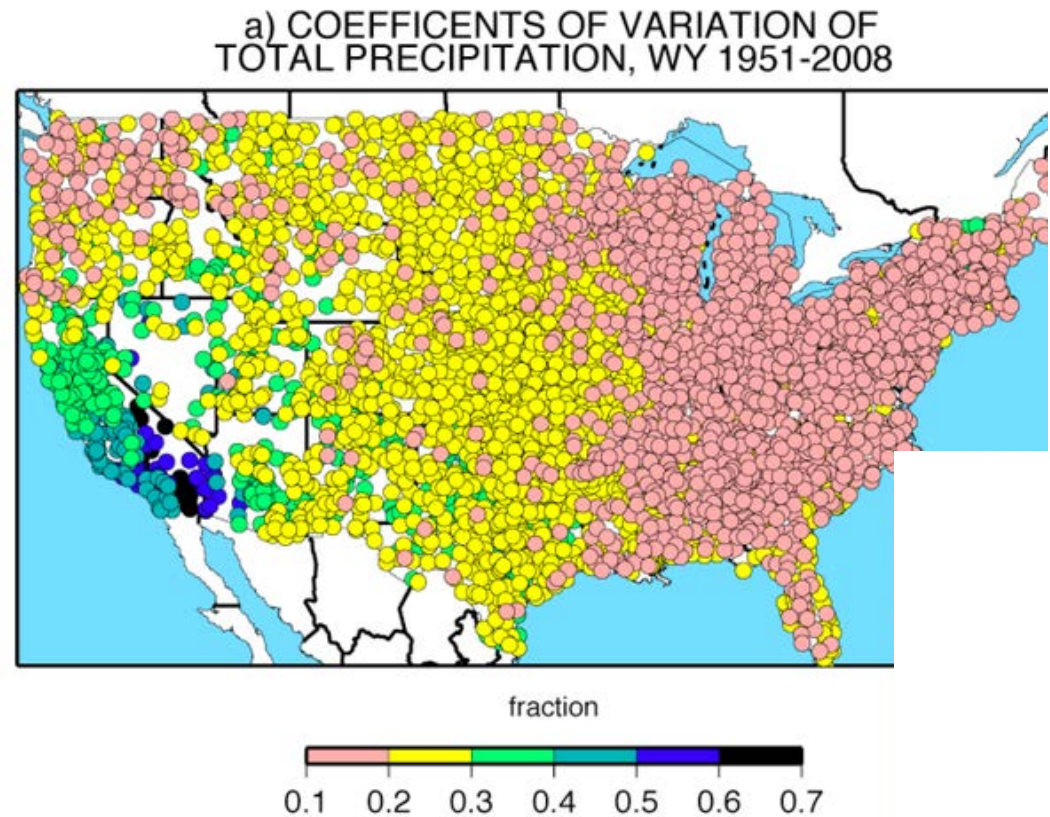 a) COEFFICENTS OF VARIATION OF
TOTAL PRECIPITATION, WY 1951-2008
fraction
0.1 0.2 0.3 0.4 0.5 0.6 0.7